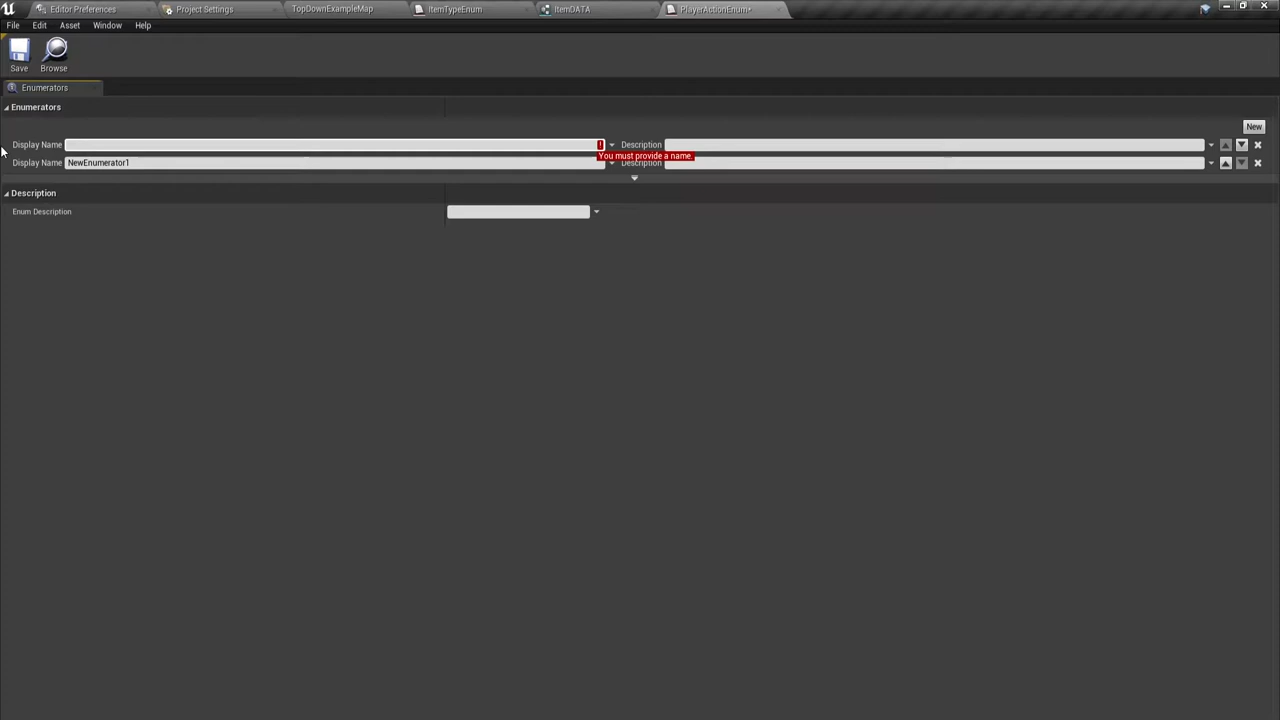 Editor Preferences Project Settings TopDownExampleMap ItemTypeEnum ItemDATA PlayerActionEnum*
File Edit Asset Window Help
Save Browse
Enumerators
Enumerators
New
Display Name ! Description
You must provide a name.
Display Name NewEnumerator1 Description
Description
Enum Description